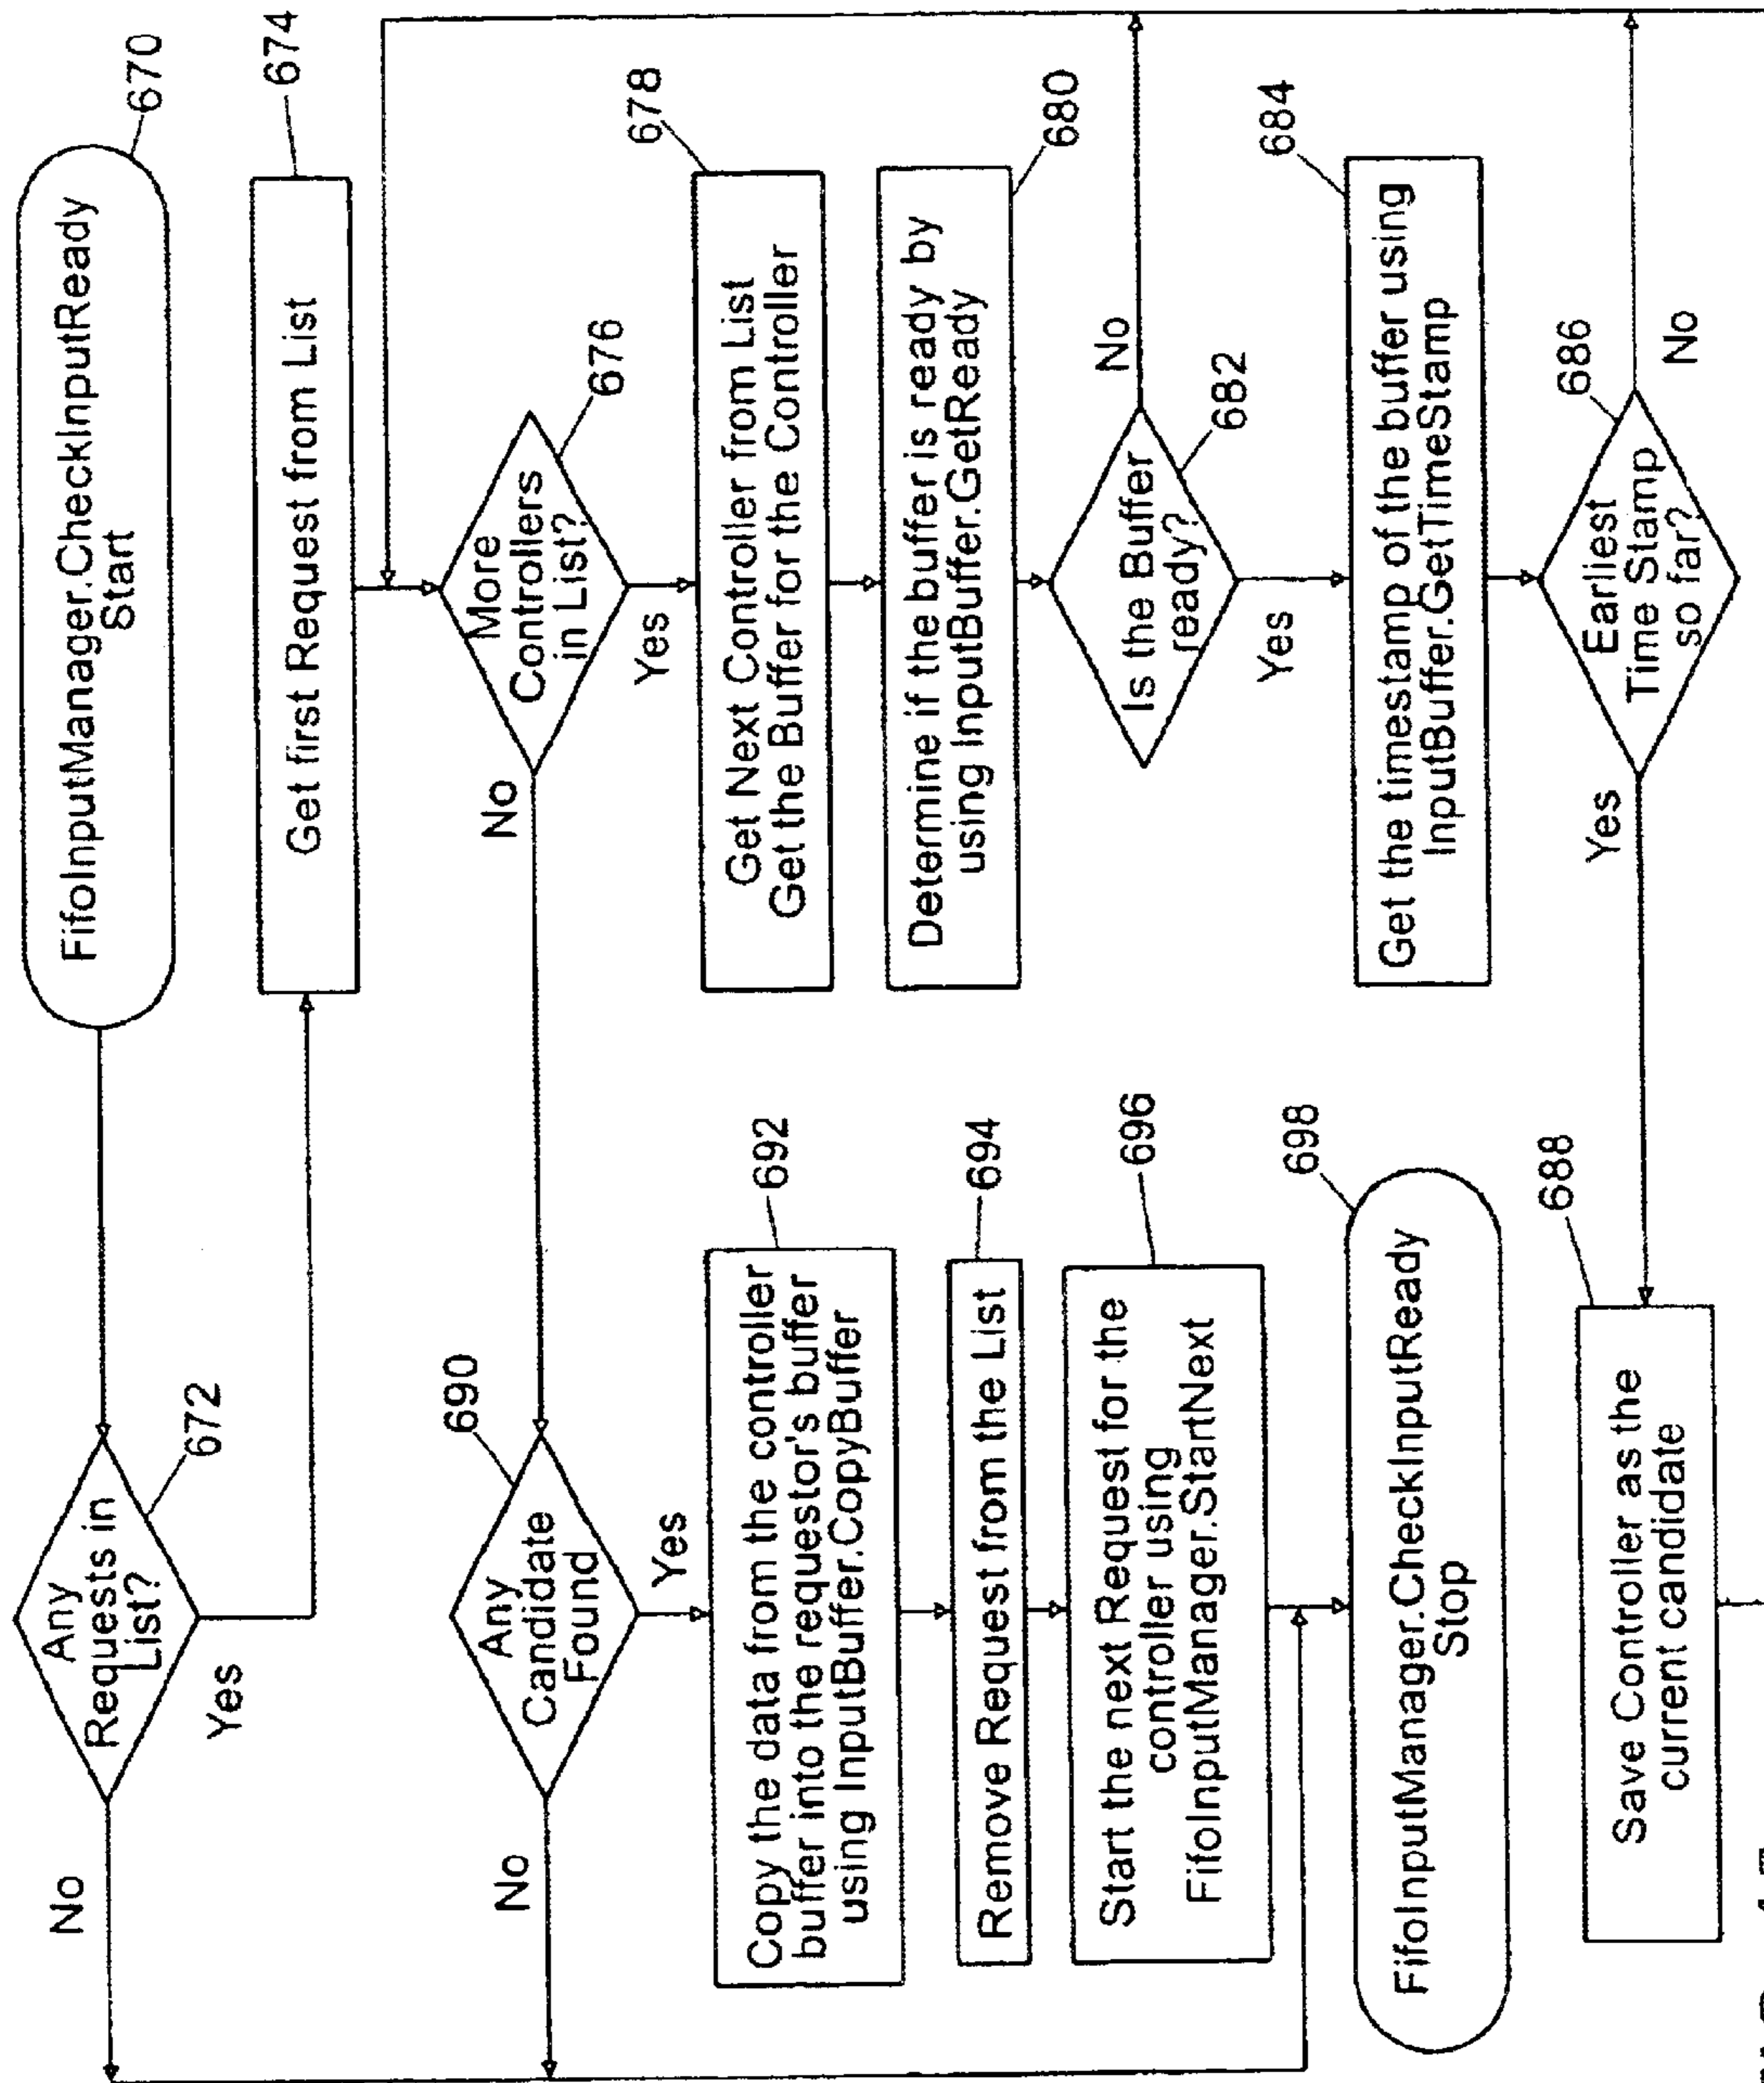 FifoInputManager.CheckInputReady
Start
670
Any
Requests in
List?
672
No
Yes
Get first Request from List
674
More
Controllers
in List?
676
No
Yes
Get Next Controller from List
Get the Buffer for the Controller
678
Determine if the buffer is ready by
using InputBuffer.GetReady
680
Is the Buffer
ready?
682
No
Yes
Get the timestamp of the buffer using
InputBuffer.GetTimeStamp
684
Earliest
Time Stamp
so far?
686
No
Yes
Save Controller as the
current candidate
688
Any
Candidate
Found
690
No
Yes
Copy the data from the controller
buffer into the requestor's buffer
using InputBuffer.CopyBuffer
692
Remove Request from the List
694
Start the next Request for the
controller using
FifoInputManager.StartNext
696
FifoInputManager.CheckInputReady
Stop
698